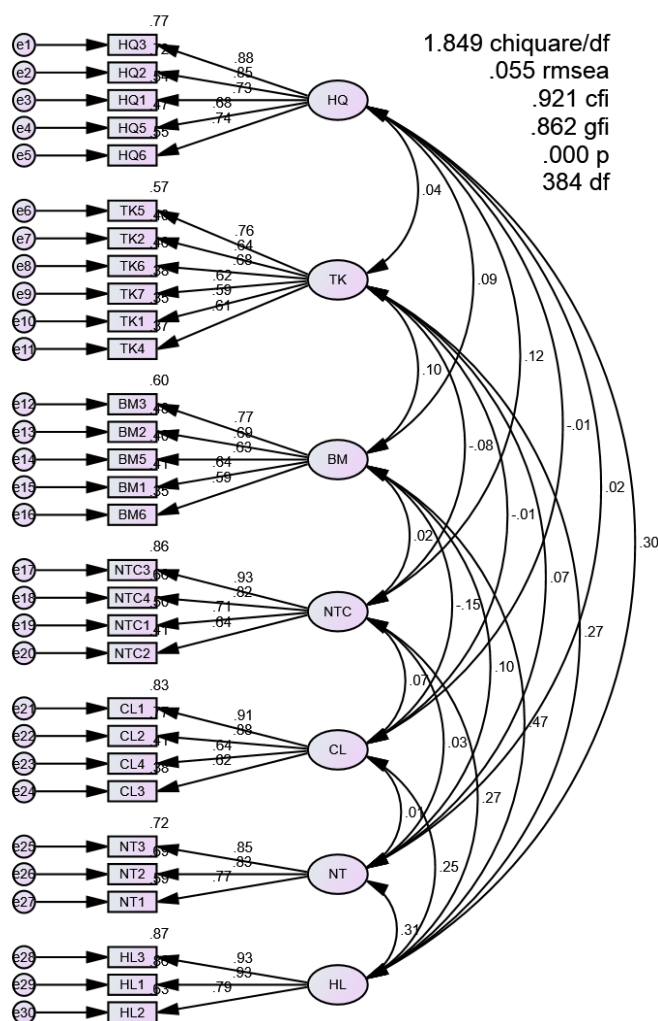 1.849 chiquare/df
.055 rmsea
.921 cfi
.862 gfi
.000 p
384 df
.77
e1 HQ3 .88
e2 HQ2 .85
e3 HQ1 .73
e4 HQ5 .68
e5 HQ6 .74
HQ
.04
.57
e6 TK5 .76
e7 TK2 .64
e8 TK6 .68
e9 TK7 .62
e10 TK1 .59
e11 TK4 .61
TK
.09
.10
.12
.60
e12 BM3 .77
e13 BM2 .69
e14 BM5 .63
e15 BM1 .64
e16 BM6 .59
BM
-.08
-.01
.02
.30
.02
-.01
.07
.27
.86
e17 NTC3 .93
e18 NTC4 .82
e19 NTC1 .71
e20 NTC2 .64
NTC
-.15
.10
.07
.47
.03
.27
.83
e21 CL1 .91
e22 CL2 .88
e23 CL4 .64
e24 CL3 .62
CL
.01
.25
.72
e25 NT3 .85
e26 NT2 .83
e27 NT1 .77
NT
.31
.87
e28 HL3 .93
e29 HL1 .93
e30 HL2 .79
HL